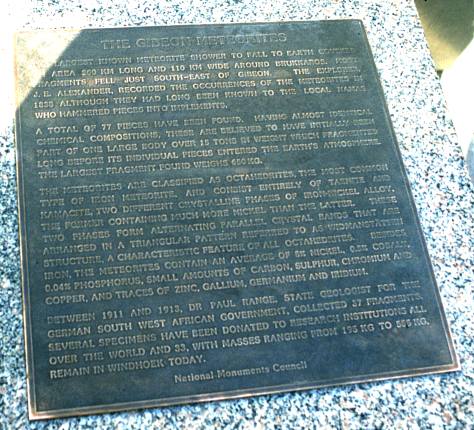 THE GIBEON METEORITES
LARGEST KNOWN METEORITE SHOWER TO FALL TO EARTH COVERED
AREA 360 KM LONG AND 110 KM WIDE AROUND BRUKKAROS. MOST
FRAGMENTS FELL JUST SOUTH-EAST OF GIBEON. THE EXPLORER,
J.E. ALEXANDER, RECORDED THE OCCURRENCES OF THE METEORITES IN
1838 ALTHOUGH THEY HAD LONG BEEN KNOWN TO THE LOCAL NAMAS
WHO HAMMERED PIECES INTO IMPLEMENTS.
A TOTAL OF 77 PIECES HAVE BEEN FOUND. HAVING ALMOST IDENTICAL
CHEMICAL COMPOSITIONS, THESE ARE BELIEVED TO HAVE INITIALLY BEEN
PART OF ONE LARGE BODY OVER 15 TONS IN WEIGHT WHICH FRAGMENTED
LONG BEFORE ITS INDIVIDUAL PIECES ENTERED THE EARTH'S ATMOSPHERE.
THE LARGEST FRAGMENT FOUND WEIGHS 650 KG.
THE METEORITES ARE CLASSIFIED AS OCTAHEDRITES, THE MOST COMMON
TYPE OF IRON METEORITE, AND CONSIST ENTIRELY OF TAENITE AND
KAMACITE, TWO DIFFERENT CRYSTALLINE PHASES OF IRON-NICKEL ALLOY,
THE FORMER CONTAINING MUCH MORE NICKEL THAN THE LATTER. THESE
TWO PHASES FORM ALTERNATING PARALLEL CRYSTAL BANDS THAT ARE
ARRANGED IN A TRIANGULAR PATTERN REFERRED TO AS WIDMANSTATTEN
STRUCTURE, A CHARACTERISTIC FEATURE OF ALL OCTAHEDRITES. BESIDES
IRON, THE METEORITES CONTAIN AN AVERAGE OF 8% NICKEL, 0.5% COBALT,
0.04% PHOSPHORUS, SMALL AMOUNTS OF CARBON, SULPHUR, CHROMIUM AND
COPPER, AND TRACES OF ZINC, GALLIUM, GERMANIUM AND IRIDIUM.
BETWEEN 1911 AND 1913, DR PAUL RANGE, STATE GEOLOGIST FOR THE
GERMAN SOUTH WEST AFRICAN GOVERNMENT, COLLECTED 37 FRAGMENTS.
SEVERAL SPECIMENS HAVE BEEN DONATED TO RESEARCH INSTITUTIONS ALL
OVER THE WORLD AND 33, WITH MASSES RANGING FROM 195 KG TO 555 KG,
REMAIN IN WINDHOEK TODAY.
National Monuments Council